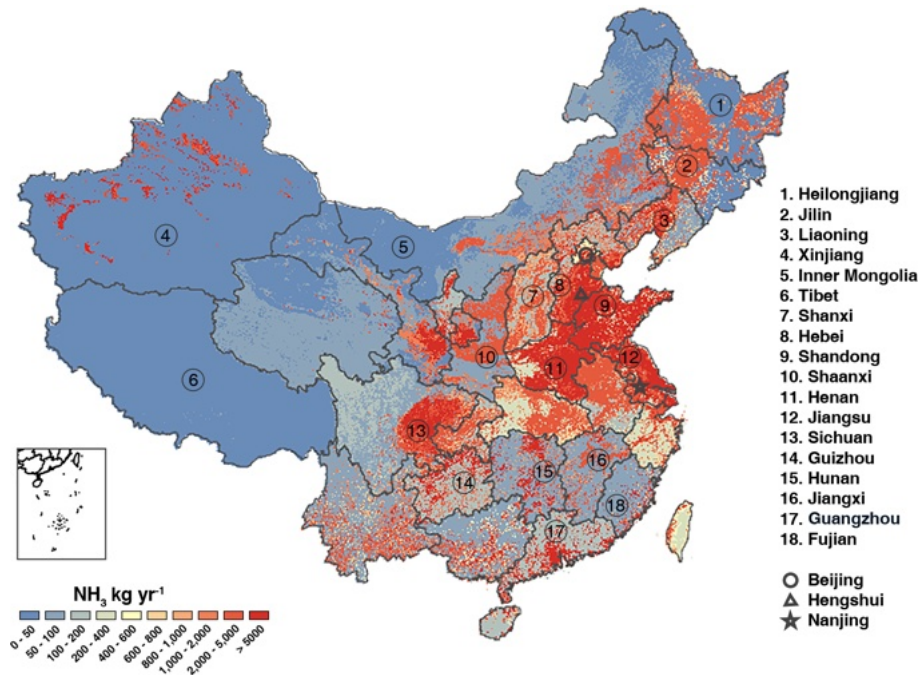 1
2
3
4
5
6
7
8
9
10
11
12
13
14
15
16
17
18
1. Heilongjiang
2. Jilin
3. Liaoning
4. Xinjiang
5. Inner Mongolia
6. Tibet
7. Shanxi
8. Hebei
9. Shandong
10. Shaanxi
11. Henan
12. Jiangsu
13. Sichuan
14. Guizhou
15. Hunan
16. Jiangxi
17. Guangzhou
18. Fujian
Beijing
Hengshui
Nanjing
NH₃ kg yr⁻¹
0 - 50
50 - 100
100 - 200
200 - 400
400 - 600
600 - 800
800 - 1,000
1,000 - 2,000
2,000 - 5,000
> 5000